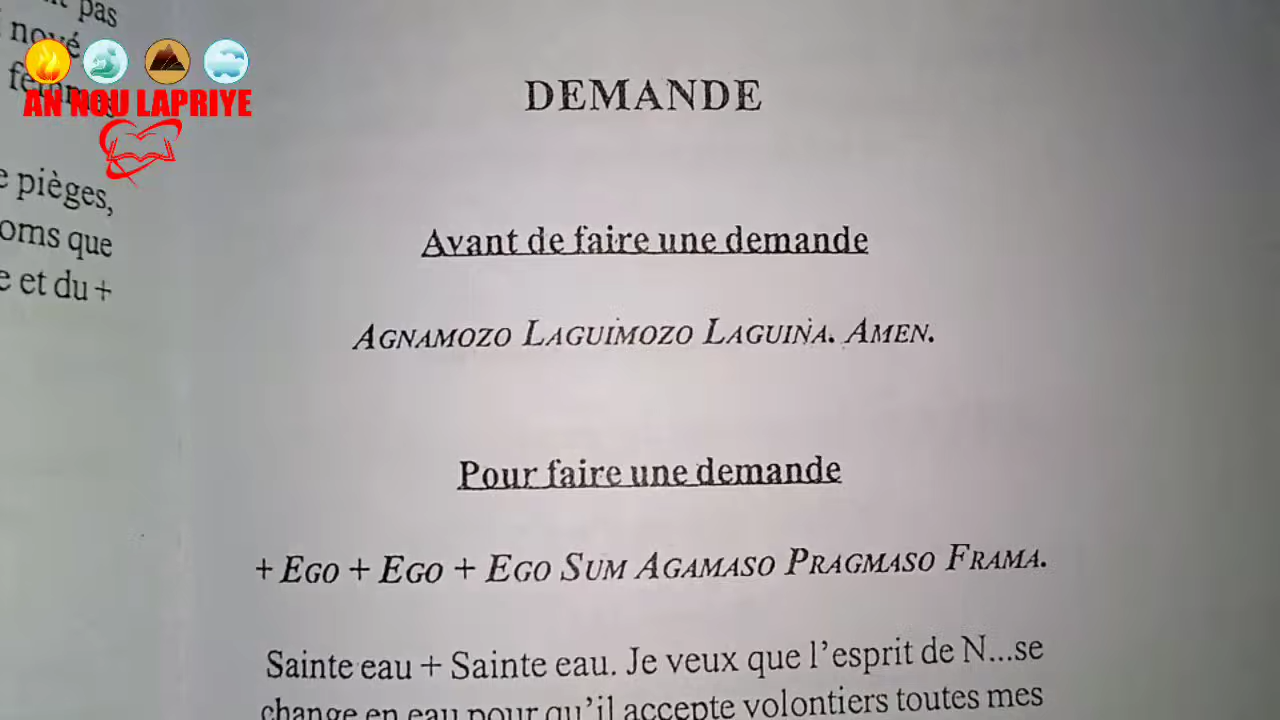 pas
nové
femmes
AN NOU LAPRIYE
e pièges,
oms que
e et du +
DEMANDE
Avant de faire une demande
AGNAMOZO LAGUIMOZO LAGUINA. AMEN.
Pour faire une demande
+ EGO + EGO + EGO SUM AGAMASO PRAGMASO FRAMA.
Sainte eau + Sainte eau. Je veux que l'esprit de N...se
change en eau pour qu'il accepte volontiers toutes mes